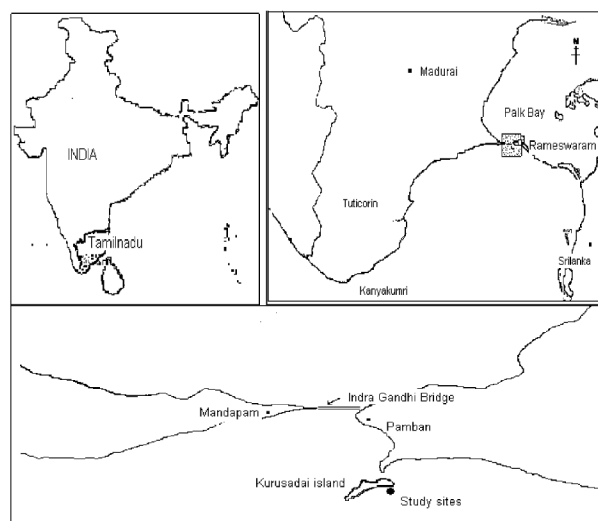 INDIA
Tamilnadu
N
Madurai
Palk Bay
Rameswaram
Tuticorin
Srilanka
Kanyakumri
Indra Gandhi Bridge
Mandapam
Pamban
Kurusadai island
Study sites